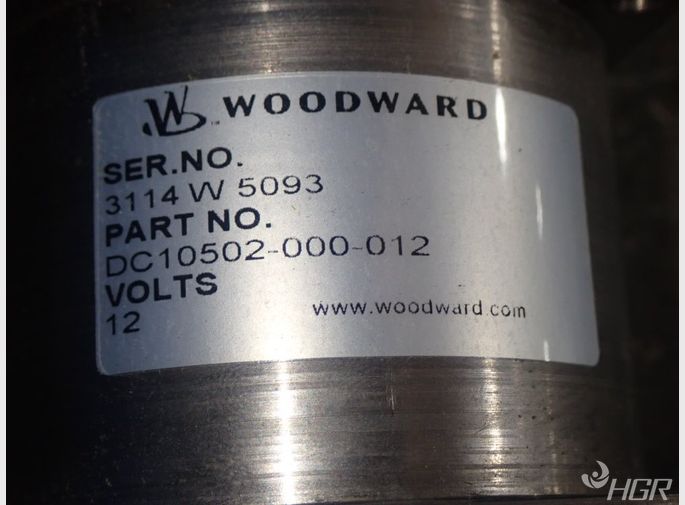 WOODWARD
SER.NO.
3114 W 5093
PART NO.
DC10502-000-012
VOLTS
12
www.woodward.com
HGR